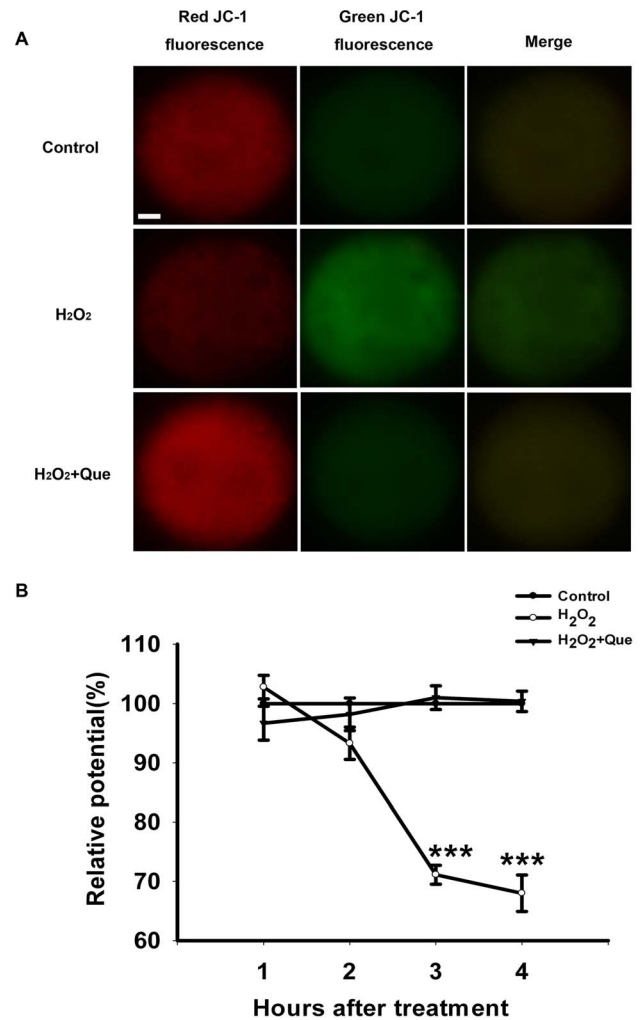 A
Red JC-1
fluorescence
Green JC-1
fluorescence
Merge
Control
H2O2
H2O2+Que
B
Control
H2O2
H2O2+Que
Relative potential(%)
110
100
90
80
70
60
***
***
1 2 3 4
Hours after treatment